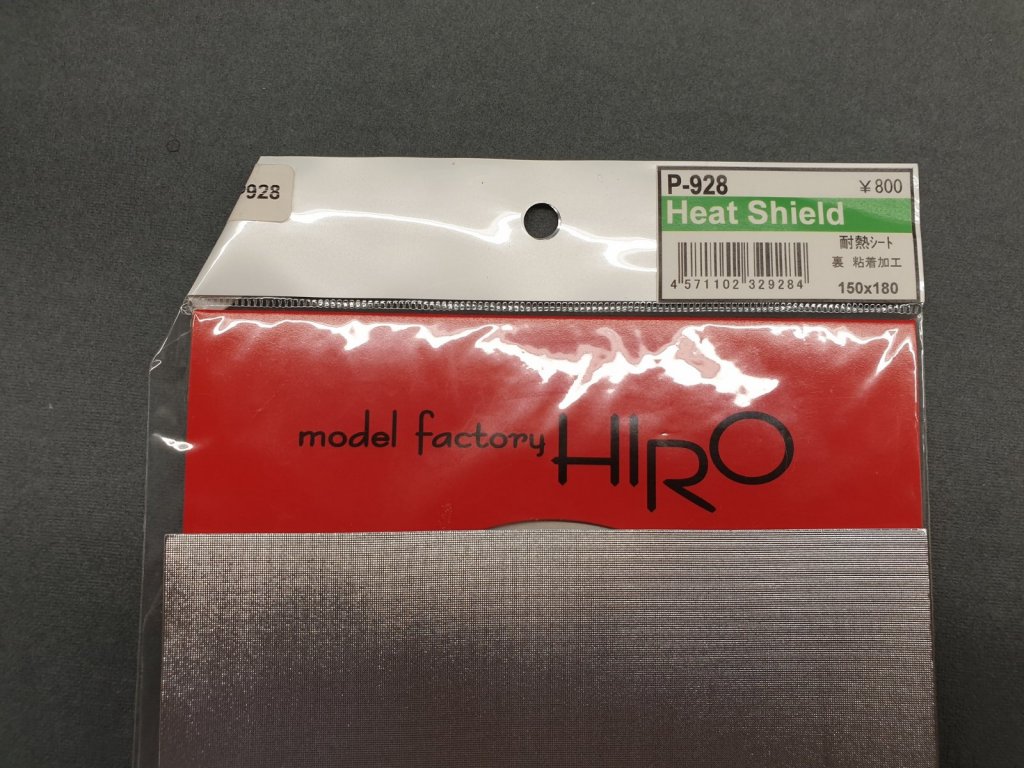 P928
P-928 ￥800
Heat Shield
耐熱シート
裏 粘着加工
4 571102 329284
150x180
model factory HIRO